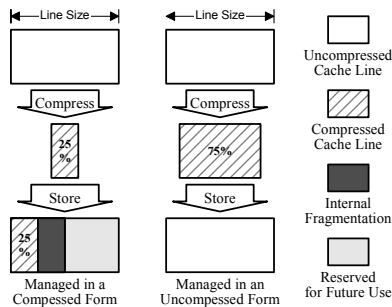 Line Size
Line Size
Compress
Compress
25
%
75%
Store
Store
25
%
Managed in a
Compessed Form
Managed in an
Uncompressed Form
Uncompressed
Cache Line
Compressed
Cache Line
Internal
Fragmentation
Reserved
for Future Use